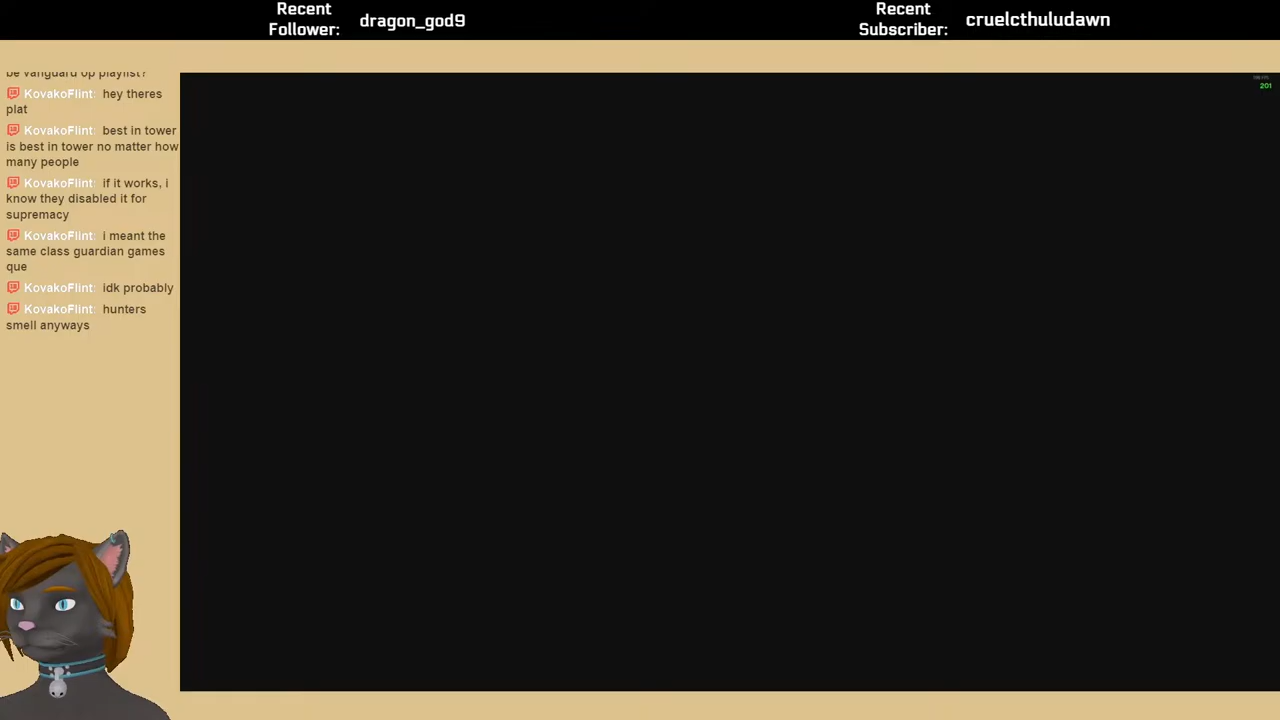 Recent
Follower:
dragon_god9
Recent
Subscriber:
cruelcthuludawn
be vanguard op playlist?
KovakoFlint: hey theres
plat
KovakoFlint: best in tower
is best in tower no matter how
many people
KovakoFlint: if it works, i
know they disabled it for
supremacy
KovakoFlint: i meant the
same class guardian games
que
KovakoFlint: idk probably
KovakoFlint: hunters
smell anyways
201